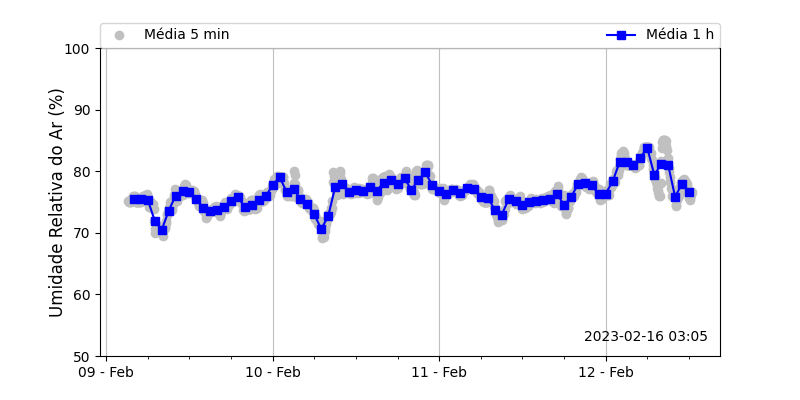 Média 5 min
Média 1 h
100
90
80
70
60
50
Umidade Relativa do Ar (%)
2023-02-16 03:05
09 - Feb
10 - Feb
11 - Feb
12 - Feb